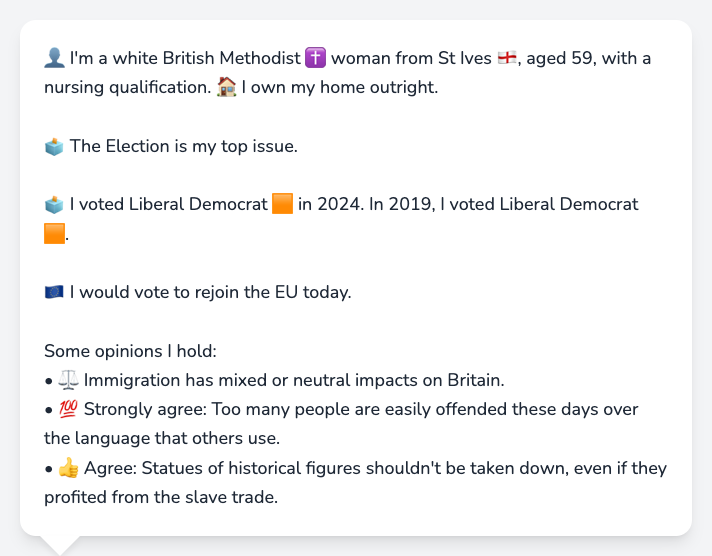 👤 I'm a white British Methodist ✝️ woman from St Ives 🏴󠁧󠁢󠁥󠁮󠁧󠁿, aged 59, with a
nursing qualification. 🏠 I own my home outright.
🗳️ The Election is my top issue.
🗳️ I voted Liberal Democrat 🟧 in 2024. In 2019, I voted Liberal Democrat
🟧.
🇪🇺 I would vote to rejoin the EU today.
Some opinions I hold:
• ⚖️ Immigration has mixed or neutral impacts on Britain.
• 💯 Strongly agree: Too many people are easily offended these days over
the language that others use.
• 👍 Agree: Statues of historical figures shouldn't be taken down, even if they
profited from the slave trade.